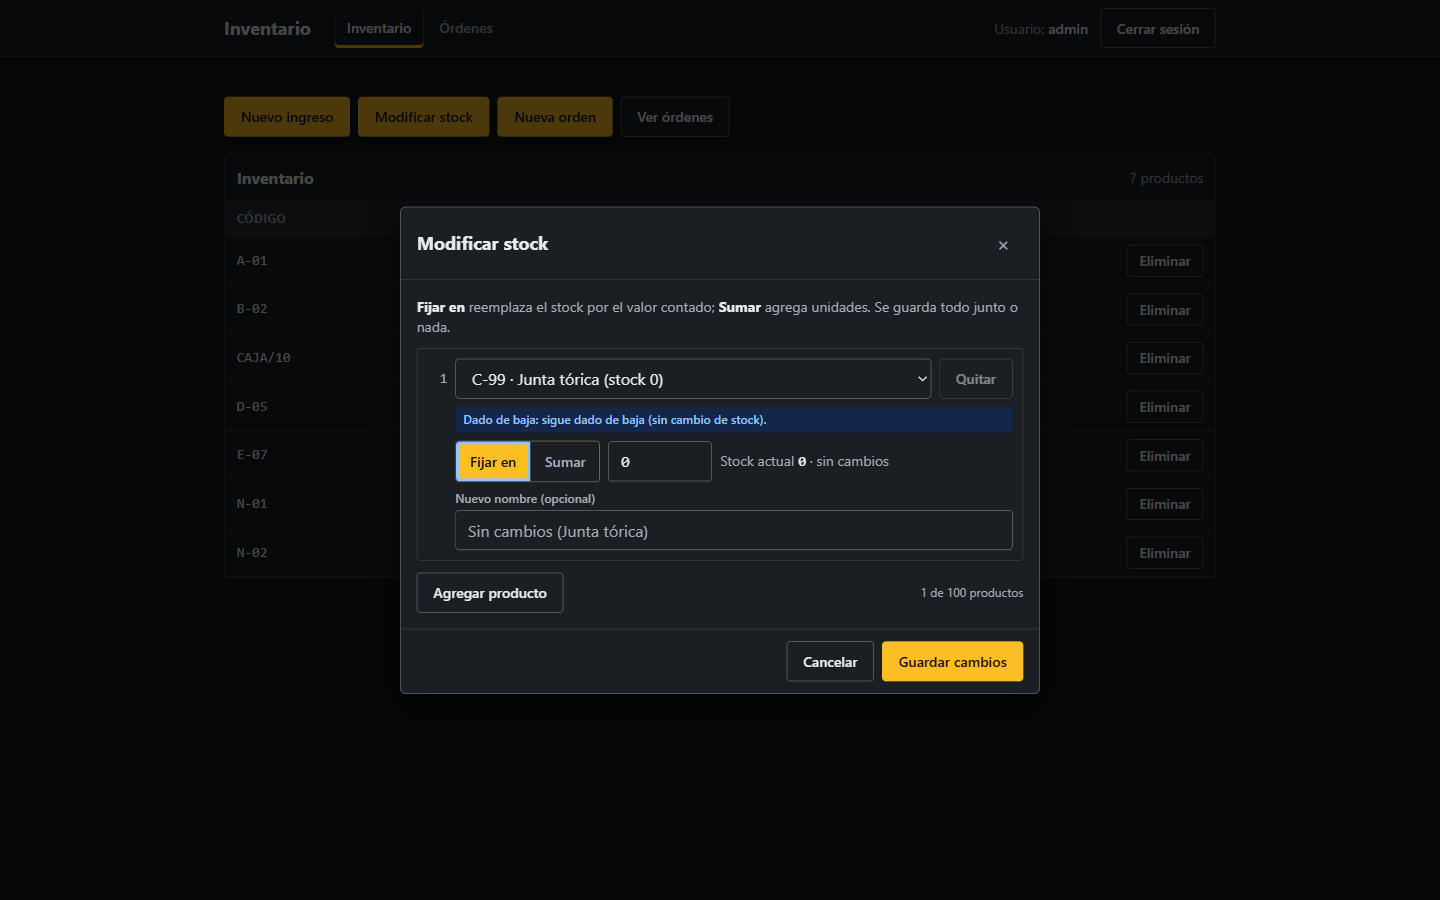 Inventario
Inventario
Órdenes
Usuario: admin
Cerrar sesión
Nuevo ingreso
Modificar stock
Nueva orden
Ver órdenes
Inventario
7 productos
CÓDIGO
A-01
Eliminar
B-02
Eliminar
CAJA/10
Eliminar
D-05
Eliminar
E-07
Eliminar
N-01
Eliminar
N-02
Eliminar
Modificar stock
×
Fijar en reemplaza el stock por el valor contado; Sumar agrega unidades. Se guarda todo junto o
nada.
1
C-99 · Junta tórica (stock 0)
Quitar
Dado de baja: sigue dado de baja (sin cambio de stock).
Fijar en
Sumar
0
Stock actual 0 · sin cambios
Nuevo nombre (opcional)
Sin cambios (Junta tórica)
Agregar producto
1 de 100 productos
Cancelar
Guardar cambios